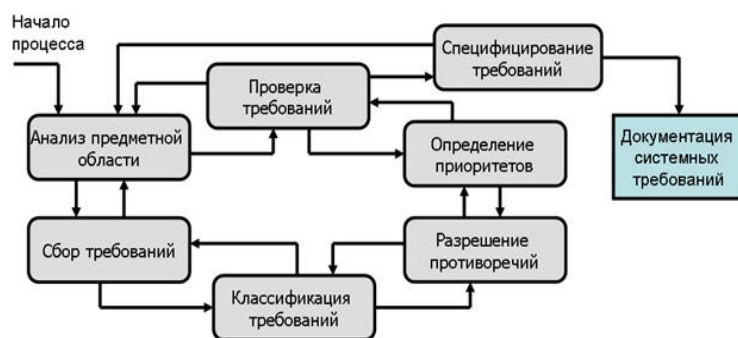 Начало
процесса
Спецификация
требований
Проверка
требований
Анализ предметной
области
Определение
приоритетов
Документация
системных
требований
Сбор требований
Разрешение
противоречий
Классификация
требований